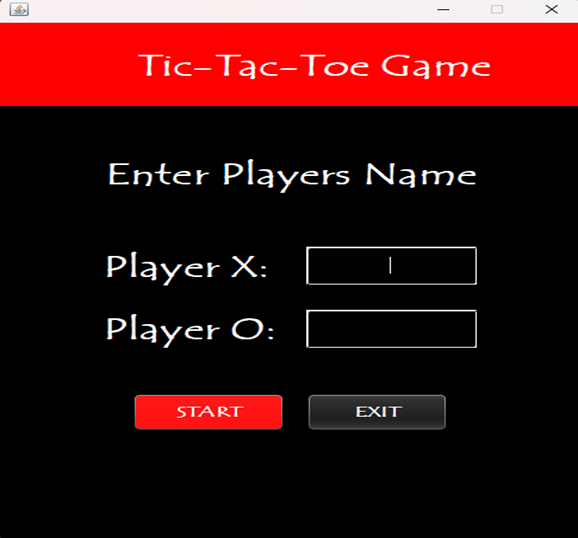 Tic-Tac-Toe Game
Enter Players Name
Player X:
Player O:
START EXIT